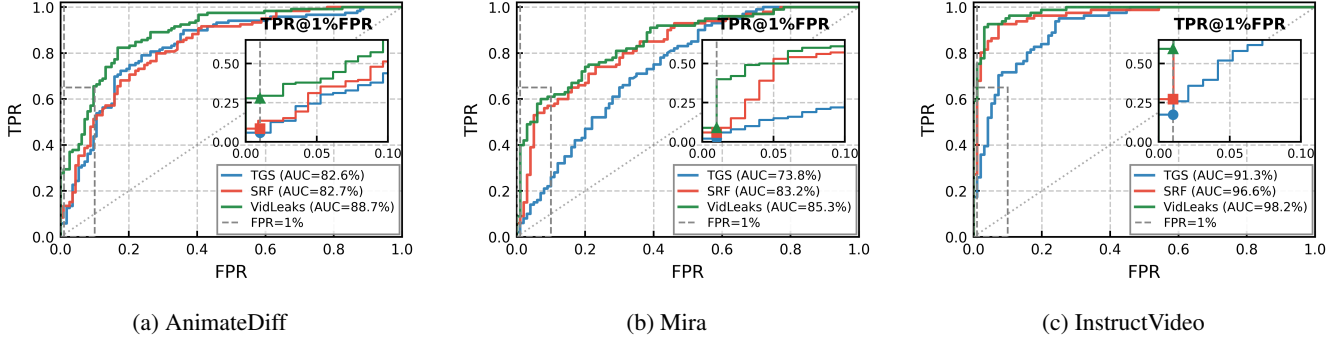 TPR@1%FPR
1.0
0.8
0.6
0.4
0.2
0.0
TPR
0.50
0.25
0.00
0.00
0.05
0.10
TGS (AUC=82.6%)
SRF (AUC=82.7%)
VidLeaks (AUC=88.7%)
FPR=1%
0.0
0.2
0.4
0.6
0.8
1.0
FPR
(a) AnimateDiff
TPR@1%FPR
1.0
0.8
0.6
0.4
0.2
0.0
TPR
0.50
0.25
0.00
0.00
0.05
0.10
TGS (AUC=73.8%)
SRF (AUC=83.2%)
VidLeaks (AUC=85.3%)
FPR=1%
0.0
0.2
0.4
0.6
0.8
1.0
FPR
(b) Mira
TPR@1%FPR
1.0
0.8
0.6
0.4
0.2
0.0
TPR
0.50
0.25
0.00
0.00
0.05
0.10
TGS (AUC=91.3%)
SRF (AUC=96.6%)
VidLeaks (AUC=98.2%)
FPR=1%
0.0
0.2
0.4
0.6
0.8
1.0
FPR
(c) InstructVideo